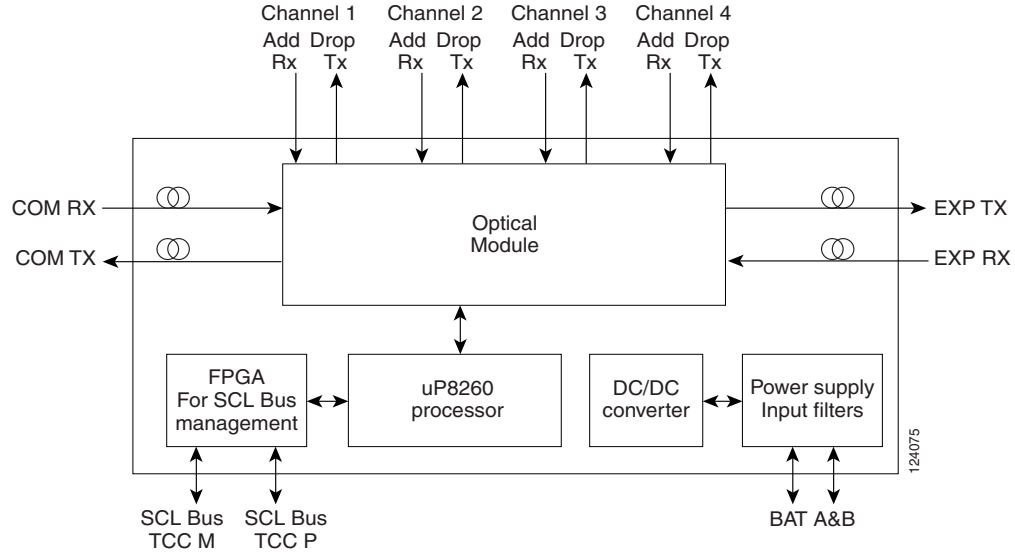 Channel 1 Channel 2 Channel 3 Channel 4
Add Drop Add Drop Add Drop Add Drop
Rx Tx Rx Tx Rx Tx Rx Tx
COM RX
EXP TX
Optical
Module
COM TX
EXP RX
FPGA
For SCL Bus
management
uP8260
processor
DC/DC
converter
Power supply
Input filters
124075
SCL Bus
TCC M
SCL Bus
TCC P
BAT A&B